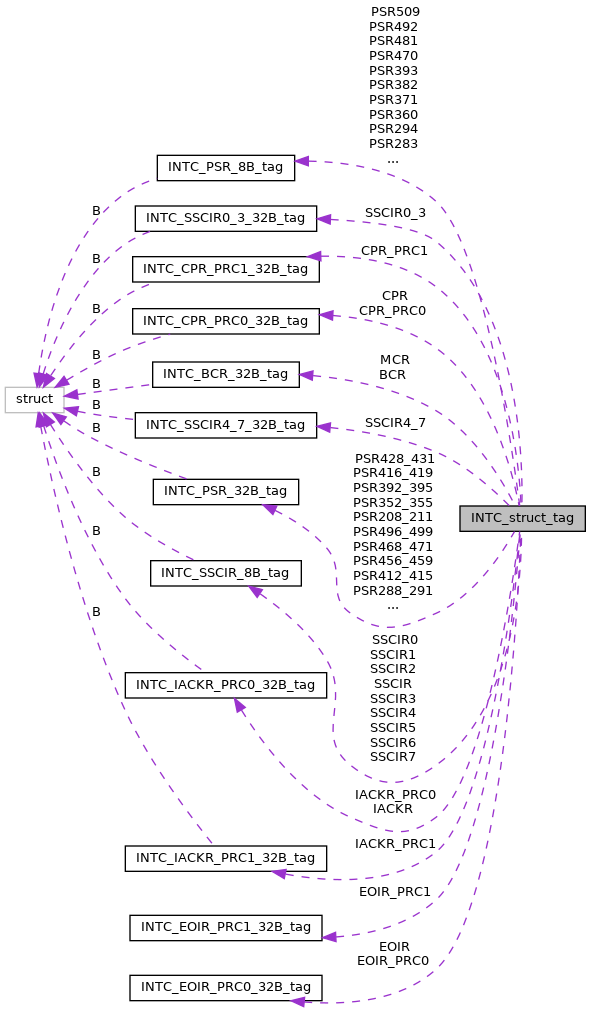 PSR509
PSR492
PSR481
PSR470
PSR393
PSR382
PSR371
PSR360
PSR294
PSR283
...
INTC_PSR_8B_tag
B
INTC_SSCIR0_3_32B_tag
SSCIR0_3
B
INTC_CPR_PRC1_32B_tag
CPR_PRC1
B
INTC_CPR_PRC0_32B_tag
CPR
CPR_PRC0
B
INTC_BCR_32B_tag
MCR
BCR
B
struct
INTC_SSCIR4_7_32B_tag
SSCIR4_7
B
B
INTC_PSR_32B_tag
PSR428_431
PSR416_419
PSR392_395
PSR352_355
PSR208_211
PSR496_499
PSR468_471
PSR456_459
PSR412_415
PSR288_291
...
INTC_struct_tag
B
INTC_SSCIR_8B_tag
SSCIR0
SSCIR1
SSCIR2
SSCIR
SSCIR3
SSCIR4
SSCIR5
SSCIR6
SSCIR7
B
INTC_IACKR_PRC0_32B_tag
IACKR_PRC0
IACKR
B
INTC_IACKR_PRC1_32B_tag
IACKR_PRC1
EOIR_PRC1
INTC_EOIR_PRC1_32B_tag
EOIR
EOIR_PRC0
INTC_EOIR_PRC0_32B_tag